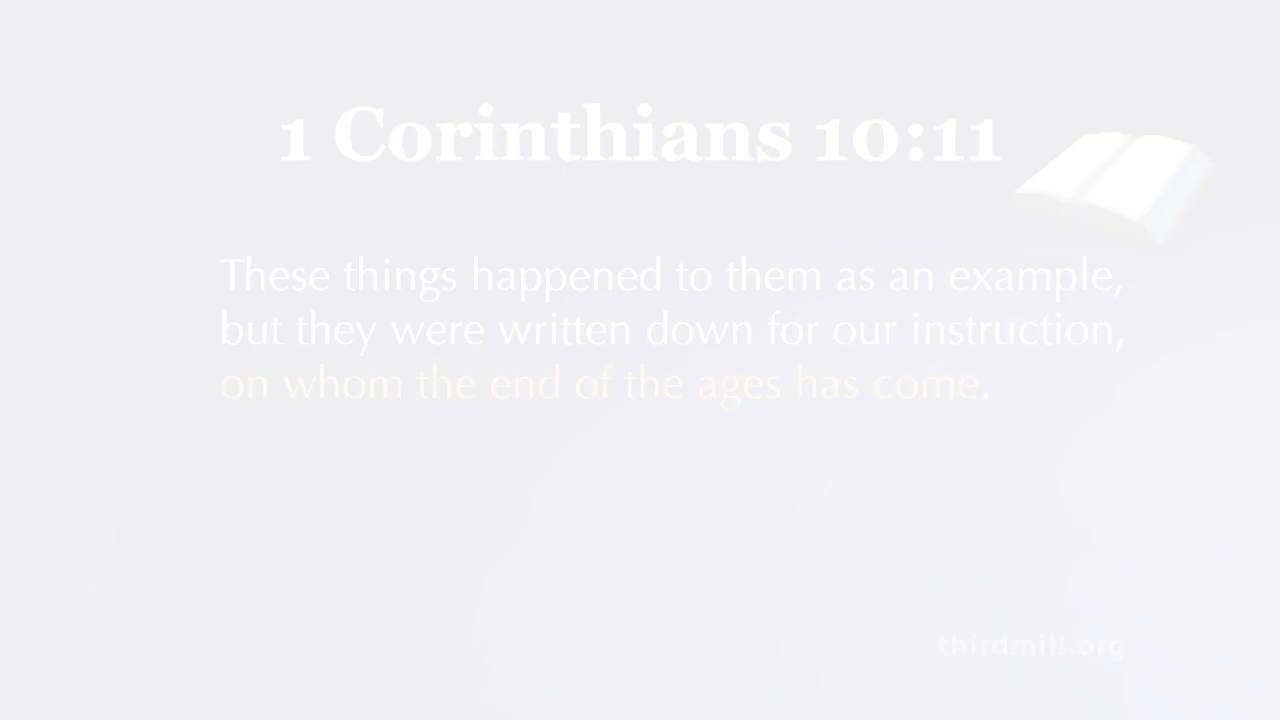 1 Corinthians 10:11
These things happened to them as an example,
but they were written down for our instruction,
on whom the end of the ages has come.
thirdmill.org